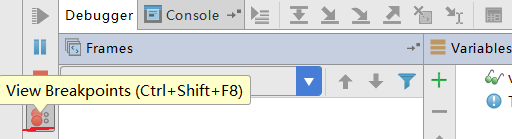 Debugger Console
Frames Variables
View Breakpoints (Ctrl+Shift+F8)